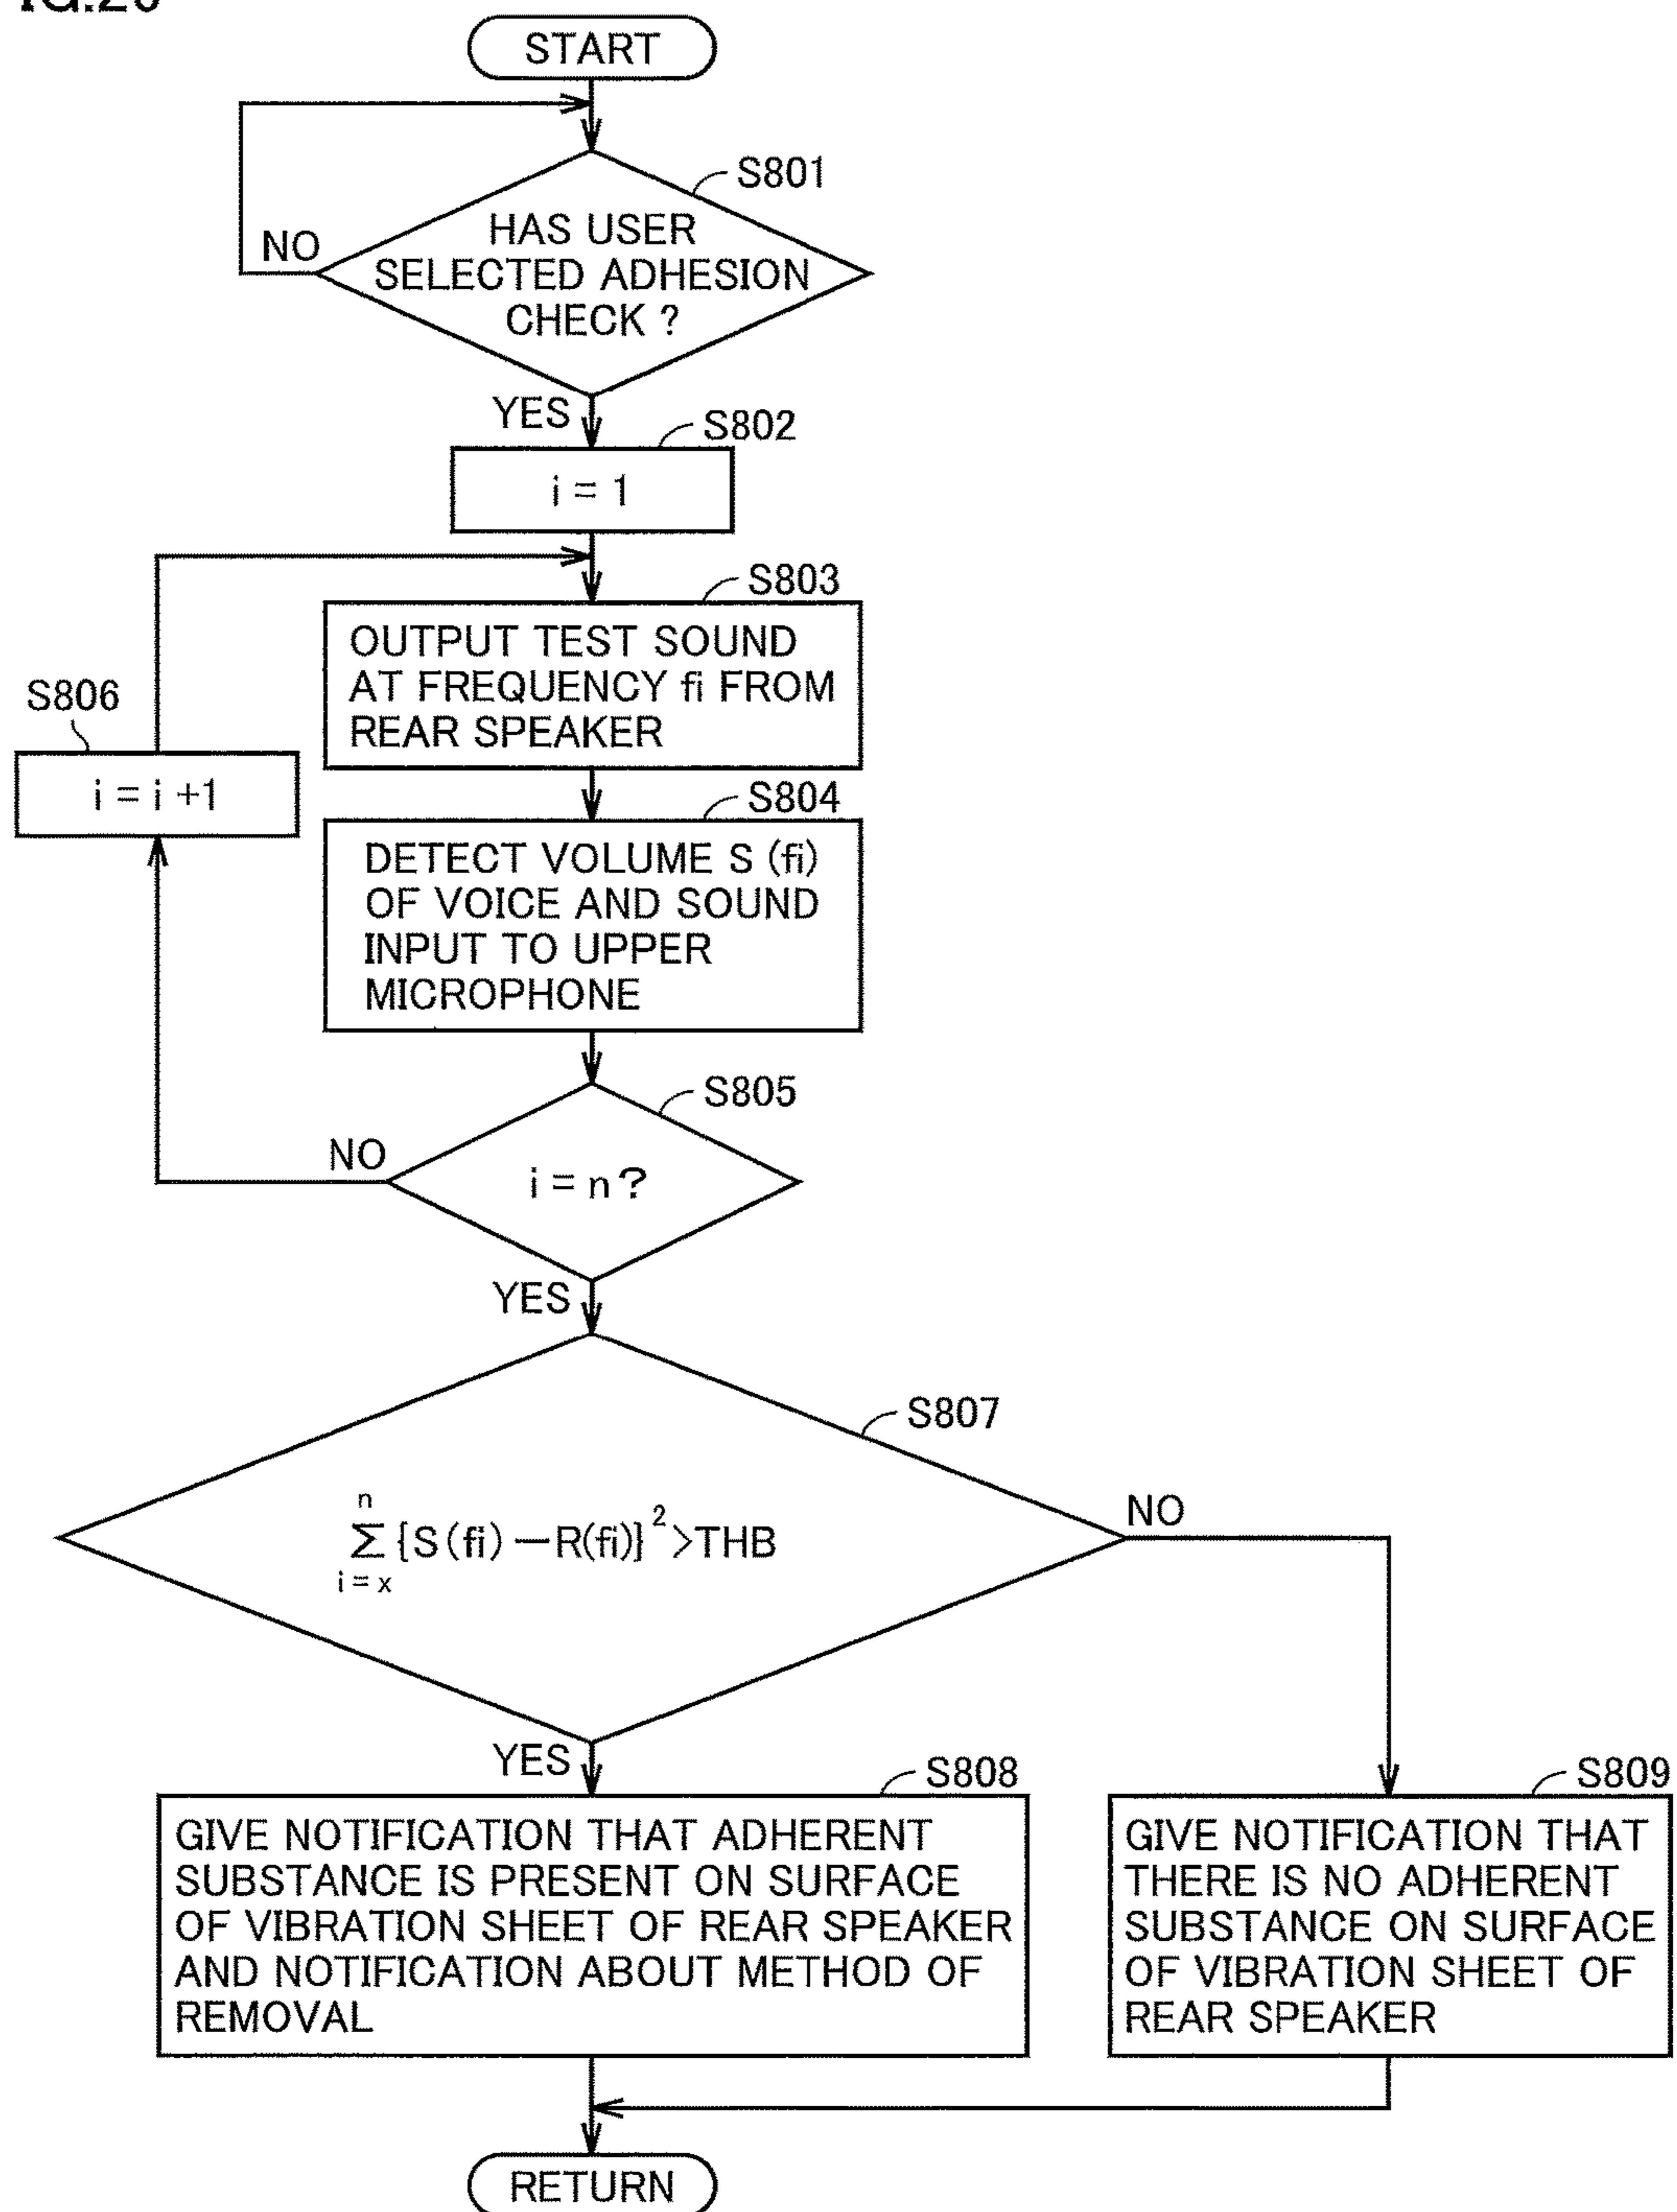 START
S801
HAS USER
SELECTED ADHESION
CHECK ?
NO
YES
S802
i = 1
S803
OUTPUT TEST SOUND
AT FREQUENCY fi FROM
REAR SPEAKER
S806
i = i +1
S804
DETECT VOLUME S (fi)
OF VOICE AND SOUND
INPUT TO UPPER
MICROPHONE
S805
NO
i = n ?
YES
S807
n
Σ {S (fi) — R(fi)} 2 >THB
i = x
NO
YES
S808
GIVE NOTIFICATION THAT ADHERENT
SUBSTANCE IS PRESENT ON SURFACE
OF VIBRATION SHEET OF REAR SPEAKER
AND NOTIFICATION ABOUT METHOD OF
REMOVAL
S809
GIVE NOTIFICATION THAT
THERE IS NO ADHERENT
SUBSTANCE ON SURFACE
OF VIBRATION SHEET OF
REAR SPEAKER
RETURN